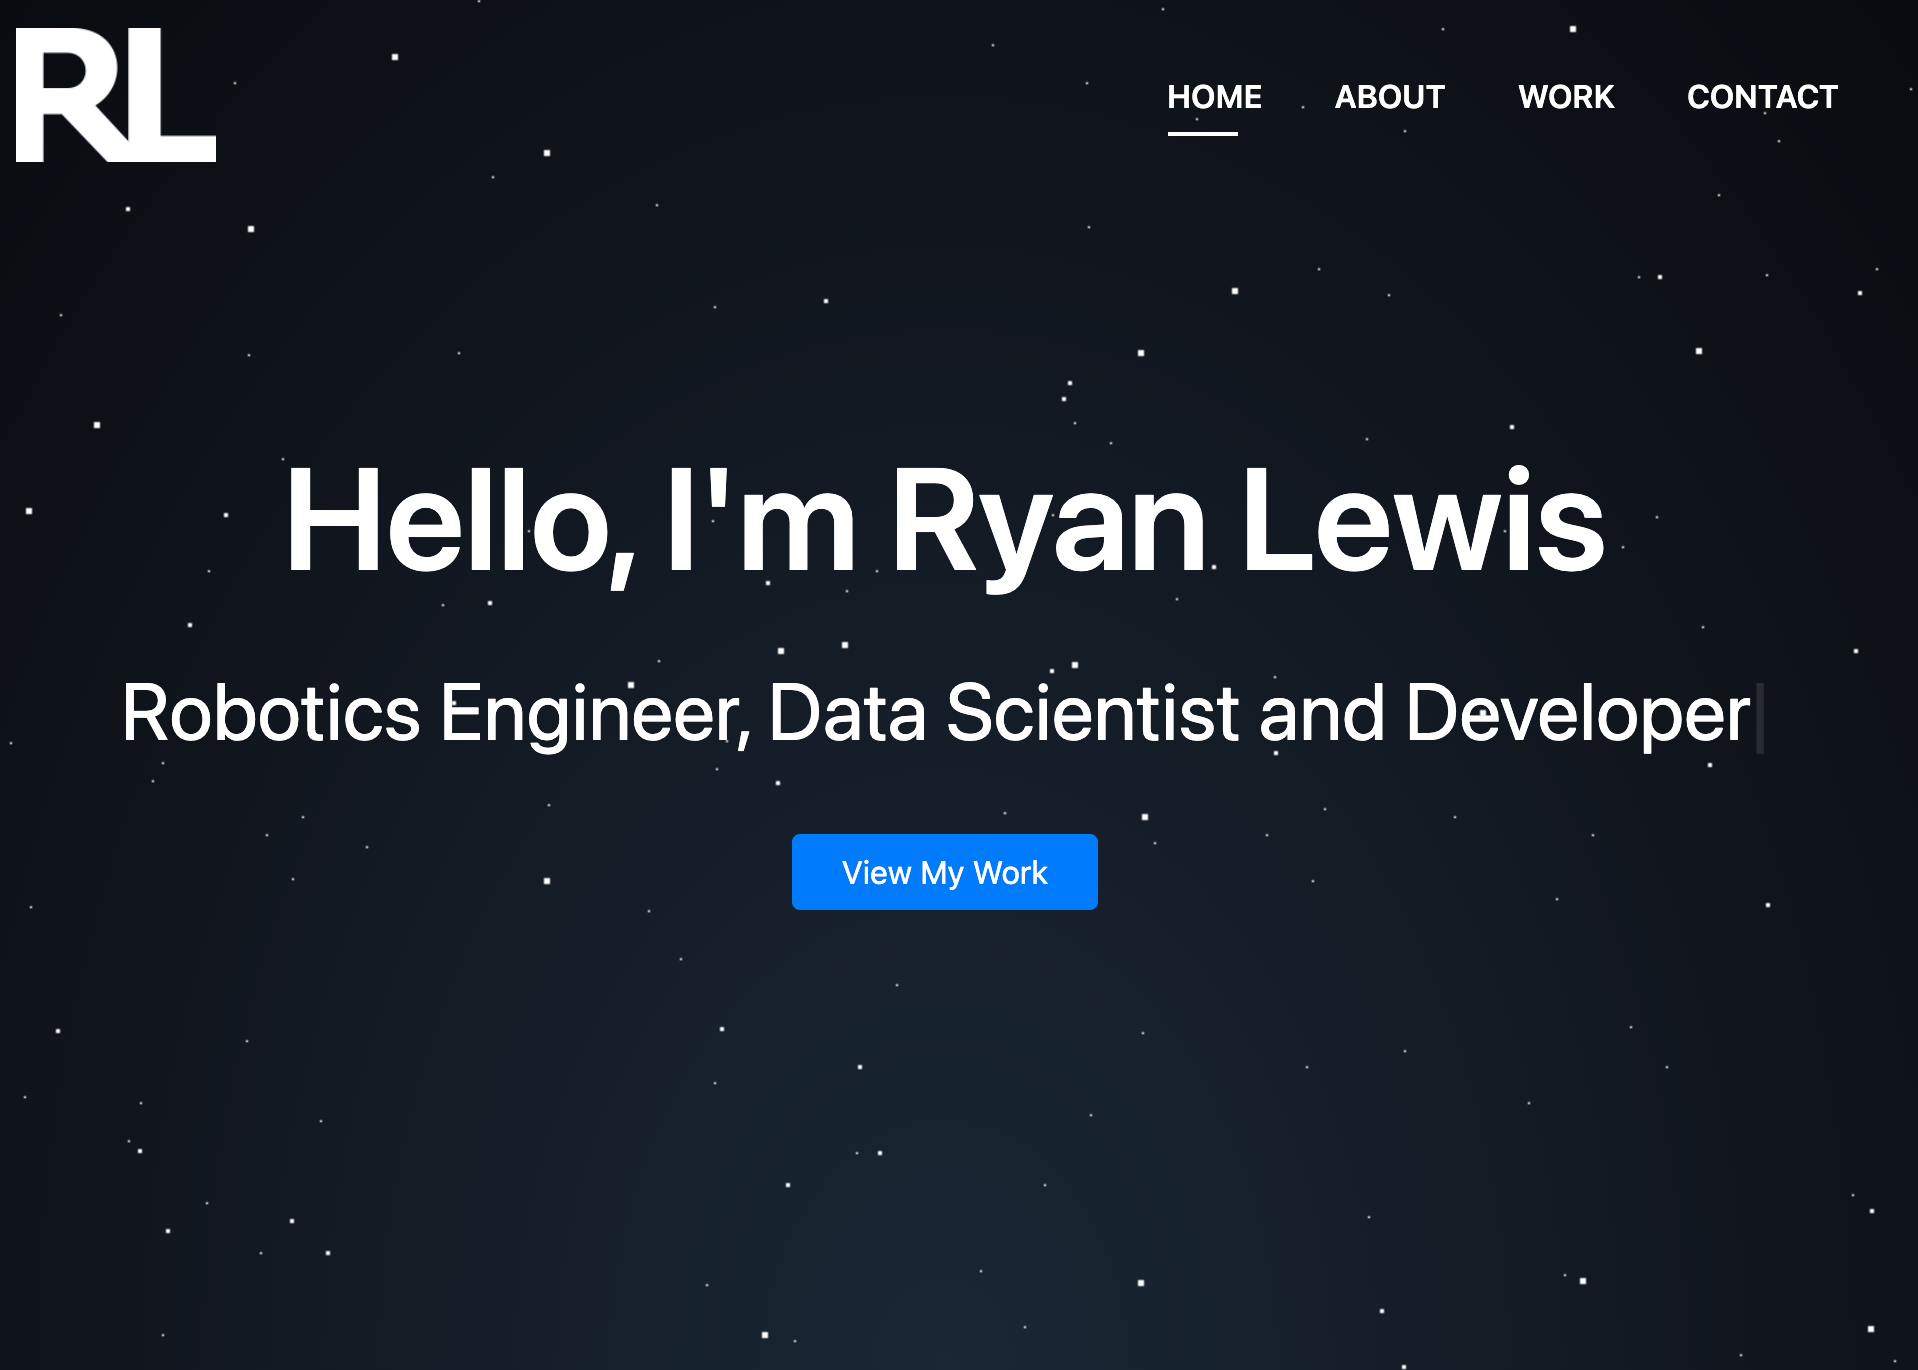 RL
HOME ABOUT WORK CONTACT
Hello, I'm Ryan Lewis
Robotics Engineer, Data Scientist and Developer|
View My Work